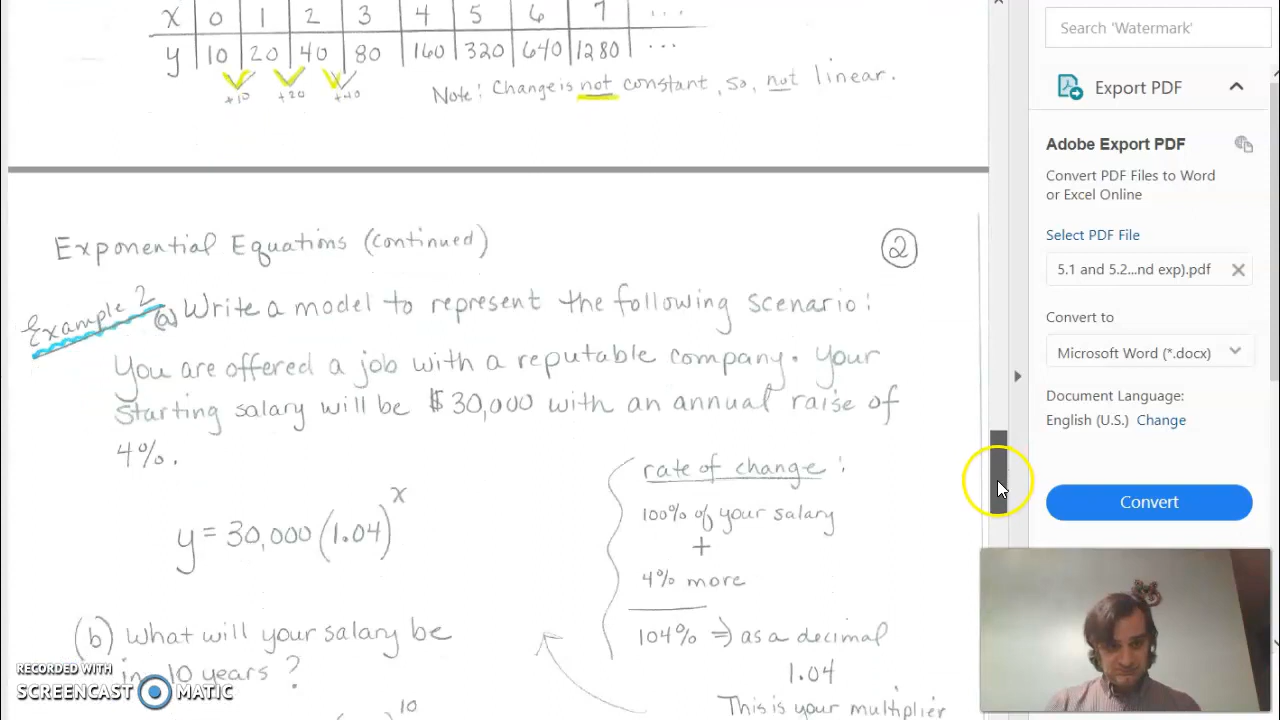 x 0 1 2 3 4 5 6 7 ...
y 10 20 40 80 160 320 640 1280 ...
+10 +20 +40
Note: Change is not constant, so, not linear.
Exponential Equations (continued) 2
Example 2 (a) Write a model to represent the following scenario:
You are offered a job with a reputable company. Your
starting salary will be $30,000 with an annual raise of
4%.
y = 30,000 (1.04)^x
rate of change:
100% of your salary
+
4% more
104% => as a decimal
1.04
This is your multiplier
(b) What will your salary be
in 10 years?
10
RECORDED WITH
SCREENCAST MATIC
Search 'Watermark'
Export PDF
Adobe Export PDF
Convert PDF Files to Word
or Excel Online
Select PDF File
5.1 and 5.2...nd exp).pdf
Convert to
Microsoft Word (*.docx)
Document Language:
English (U.S.) Change
Convert